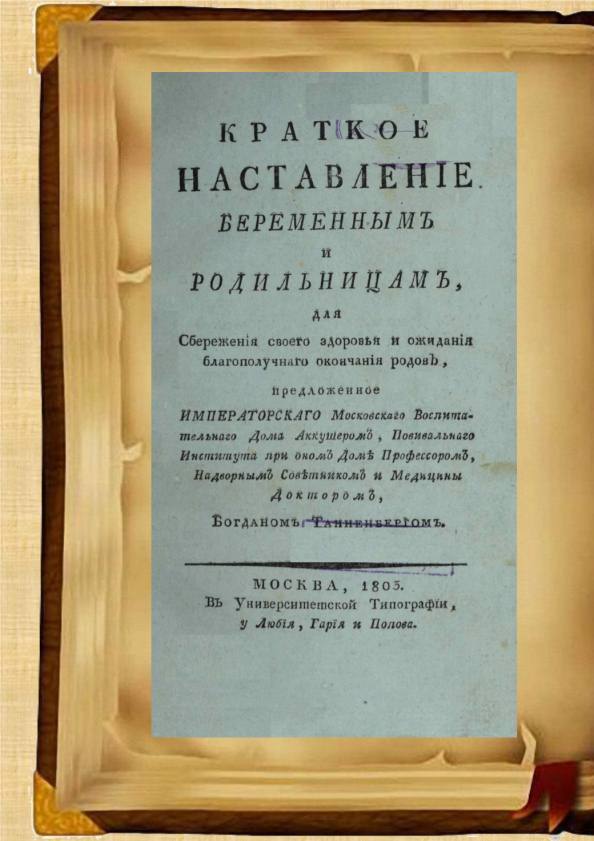 КРАТКОЕ
НАСТАВЛЕНІЕ
БЕРЕМЕННЫМЪ
И
РОДИЛЬНИЦАМЪ,
ДЛЯ
Сбереженія своего здоровья и ожиданія
благополучнаго окончанія родовЪ,
предложенное
ИМПЕРАТОРСКАГО Московскаго Воспита-
тельнаго Дома АккушеромЪ, Повивальнаго
Института при ономЪ Домѣ ПрофессоромЪ,
НадворнымЪ СовѣтникомЪ и Медицины
ДокторомЪ,
БОГДАНОМЪ ТАННЕНБЕРГОМЪ.
МОСКВА, 1803.
ВЪ Университетской Типографіи,
у Любія, Гарія и Попова.